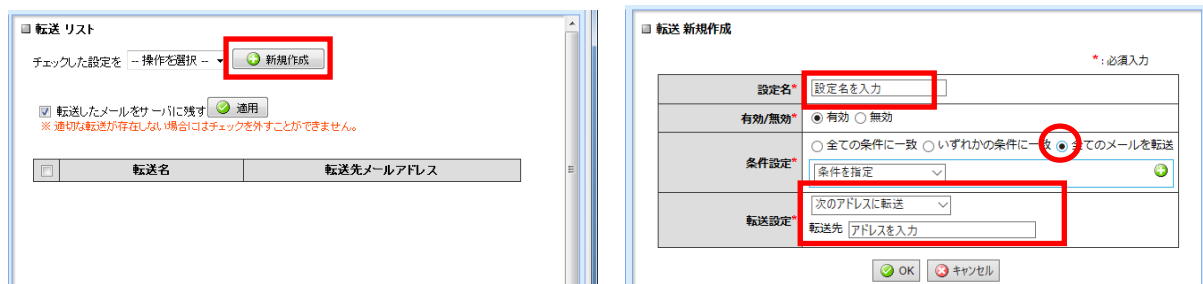 転送 リスト
チェックした設定を -- 操作を選択 -- 新規作成
転送したメールをサーバに残す 適用
※ 適切な転送が存在しない場合にはチェックを外すことができません。
転送名 転送先メールアドレス
転送 新規作成
*：必須入力
設定名* 設定名を入力
有効/無効* 有効 無効
条件設定* 全ての条件に一致 いずれかの条件に一致 全てのメールを転送
条件を指定
転送設定* 次のアドレスに転送
転送先 アドレスを入力
OK キャンセル